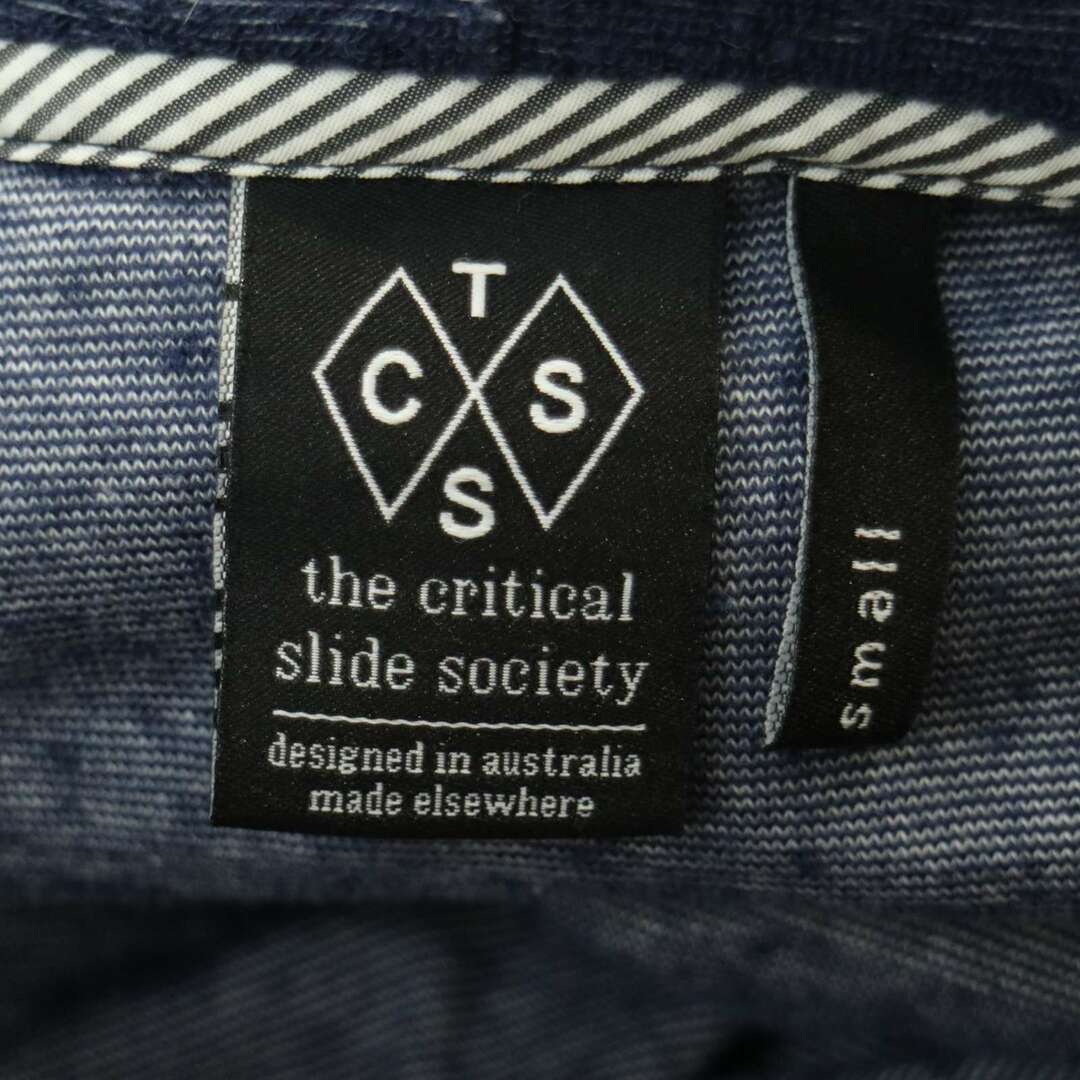 T
C S
S
the critical
slide society
designed in australia
made elsewhere
small